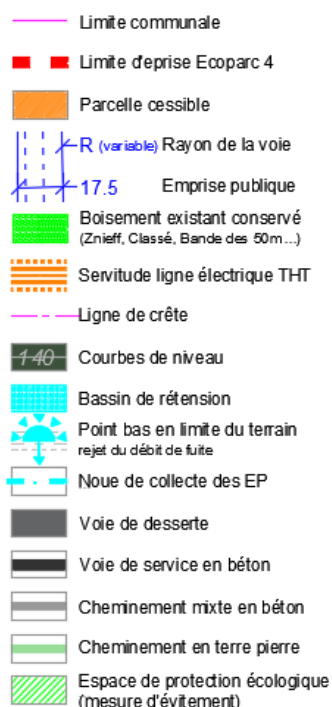 Limite communale
Limite d'eprise Ecoparc 4
Parcelle cessible
R (variable) Rayon de la voie
17.5 Emprise publique
Boisement existant conservé
(Znieff, Classé, Bande des 50m...)
Servitude ligne électrique THT
Ligne de crête
140 Courbes de niveau
Bassin de rétension
Point bas en limite du terrain
rejet du débit de fuite
Noue de collecte des EP
Voie de desserte
Voie de service en béton
Cheminement mixte en béton
Cheminement en terre pierre
Espace de protection écologique
(mesure d'évitement)